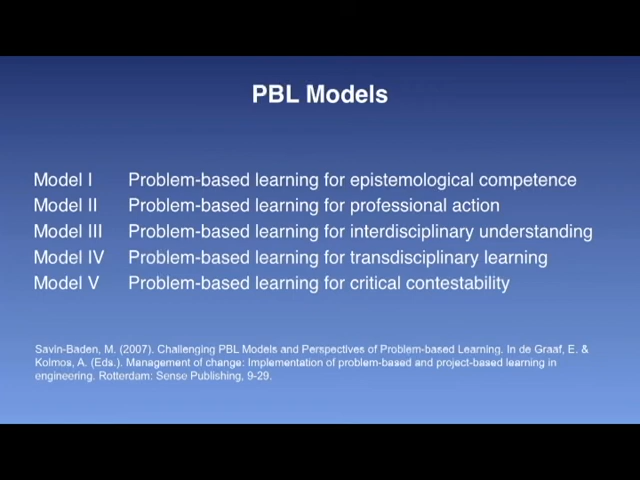 PBL Models
Model I Problem-based learning for epistemological competence
Model II Problem-based learning for professional action
Model III Problem-based learning for interdisciplinary understanding
Model IV Problem-based learning for transdisciplinary learning
Model V Problem-based learning for critical contestability
Savin-Baden, M. (2007). Challenging PBL Models and Perspectives of Problem-based Learning. In de Graaf, E. &
Kolmos, A. (Eds.). Management of change: Implementation of problem-based and project-based learning in
engineering. Rotterdam: Sense Publishing, 9-29.